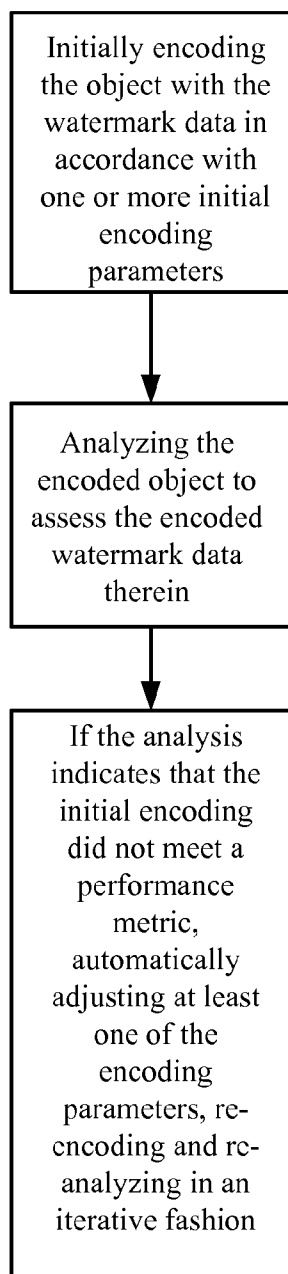 Initially encoding
the object with the
watermark data in
accordance with
one or more initial
encoding
parameters
Analyzing the
encoded object to
assess the encoded
watermark data
therein
If the analysis
indicates that the
initial encoding
did not meet a
performance
metric,
automatically
adjusting at least
one of the
encoding
parameters, re-
encoding and re-
analyzing in an
iterative fashion